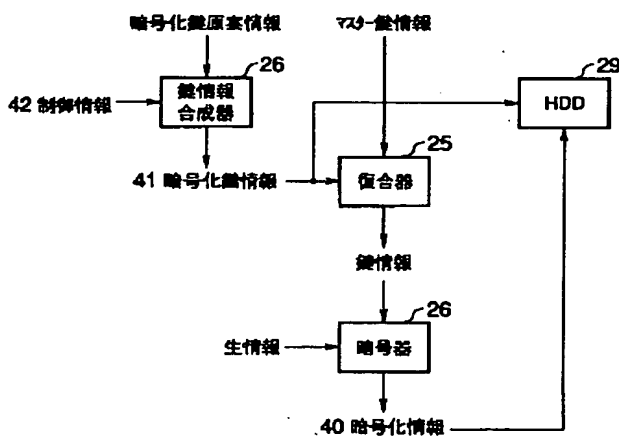 暗号化鍵原案情報
マスター鍵情報
26
29
42 制御情報
鍵情報
合成器
HDD
25
41 暗号化鍵情報
復合器
鍵情報
26
生情報
暗号器
40 暗号化情報